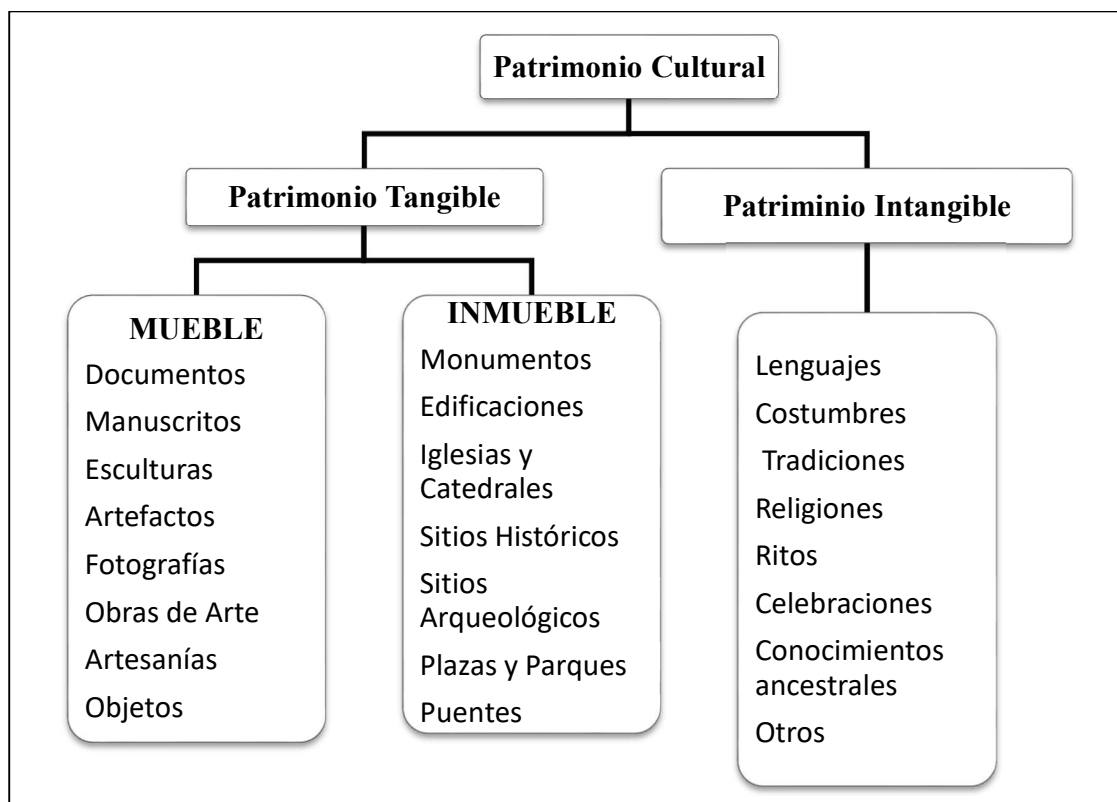 Patrimonio Cultural
Patrimonio Tangible
Patriminio Intangible
MUEBLE
Documentos
Manuscritos
Esculturas
Artefactos
Fotografías
Obras de Arte
Artesanías
Objetos
INMUEBLE
Monumentos
Edificaciones
Iglesias y
Catedrales
Sitios Históricos
Sitios
Arqueológicos
Plazas y Parques
Puentes
Lenguajes
Costumbres
Tradiciones
Religiones
Ritos
Celebraciones
Conocimientos
ancestrales
Otros